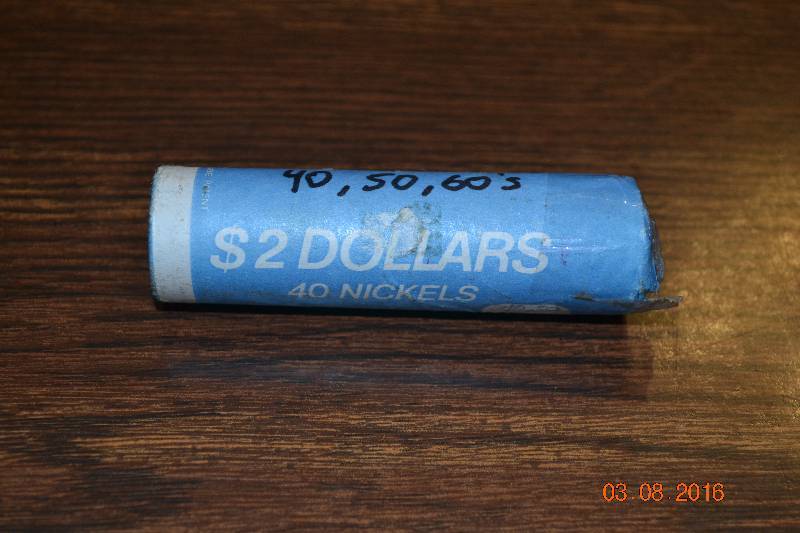 40, 50, 60's
$2 DOLLARS
40 NICKELS
03.08.2016